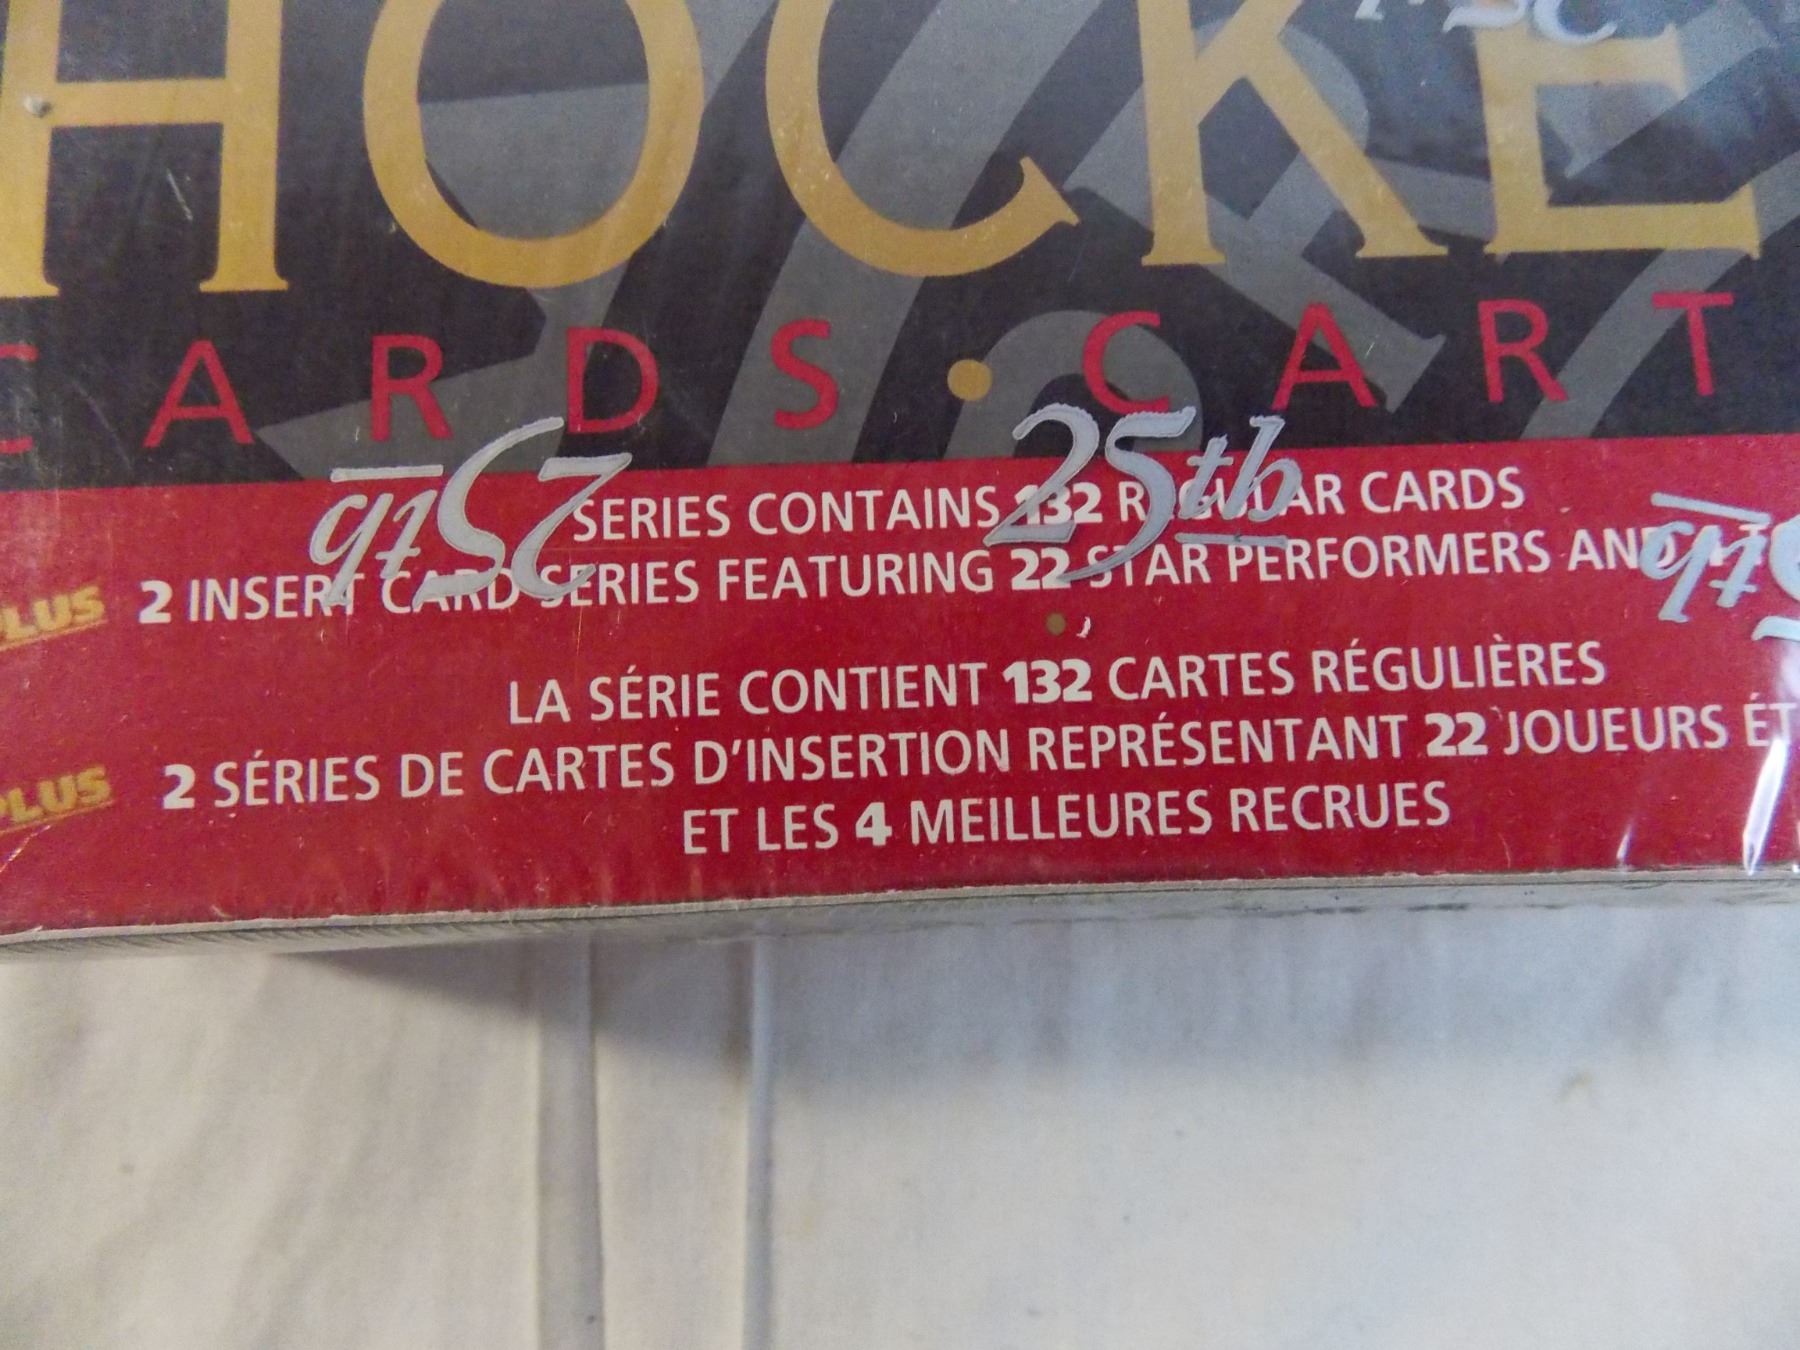 HOCKE
CARDS • CART
25th
25th
SERIES CONTAINS 132 REGULAR CARDS
PLUS 2 INSERT CARD SERIES FEATURING 22 STAR PERFORMERS AND
LA SÉRIE CONTIENT 132 CARTES RÉGULIÈRES
PLUS 2 SÉRIES DE CARTES D'INSERTION REPRÉSENTANT 22 JOUEURS ÉT
ET LES 4 MEILLEURES RECRUES